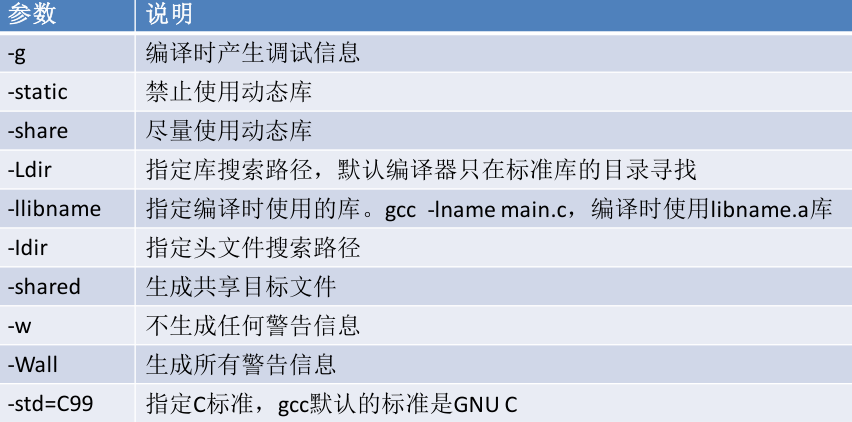 参数 说明
-g 编译时产生调试信息
-static 禁止使用动态库
-share 尽量使用动态库
-Ldir 指定库搜索路径，默认编译器只在标准库的目录寻找
-llibname 指定编译时使用的库。gcc -lname main.c，编译时使用libname.a库
-Idir 指定头文件搜索路径
-shared 生成共享目标文件
-w 不生成任何警告信息
-Wall 生成所有警告信息
-std=C99 指定C标准，gcc默认的标准是GNU C